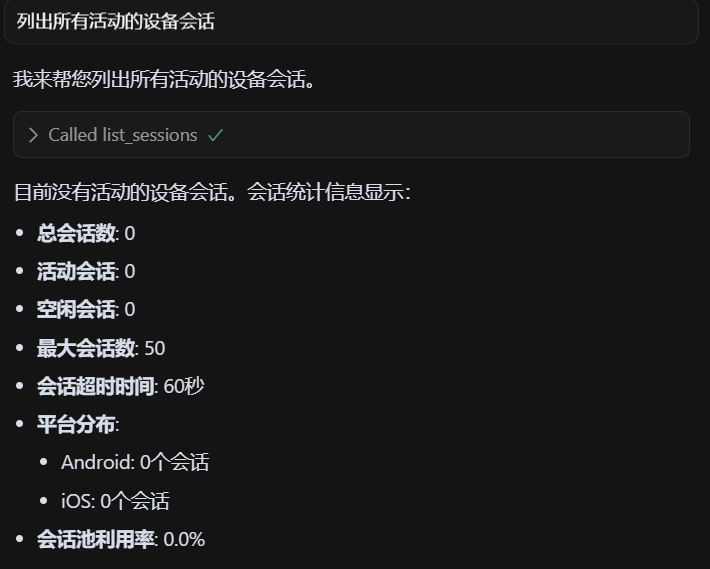 列出所有活动的设备会话
我来帮您列出所有活动的设备会话。
Called list_sessions
目前没有活动的设备会话。会话统计信息显示：
• 总会话数: 0
• 活动会话: 0
• 空闲会话: 0
• 最大会话数: 50
• 会话超时时间: 60秒
• 平台分布:
• Android: 0个会话
• iOS: 0个会话
• 会话池利用率: 0.0%